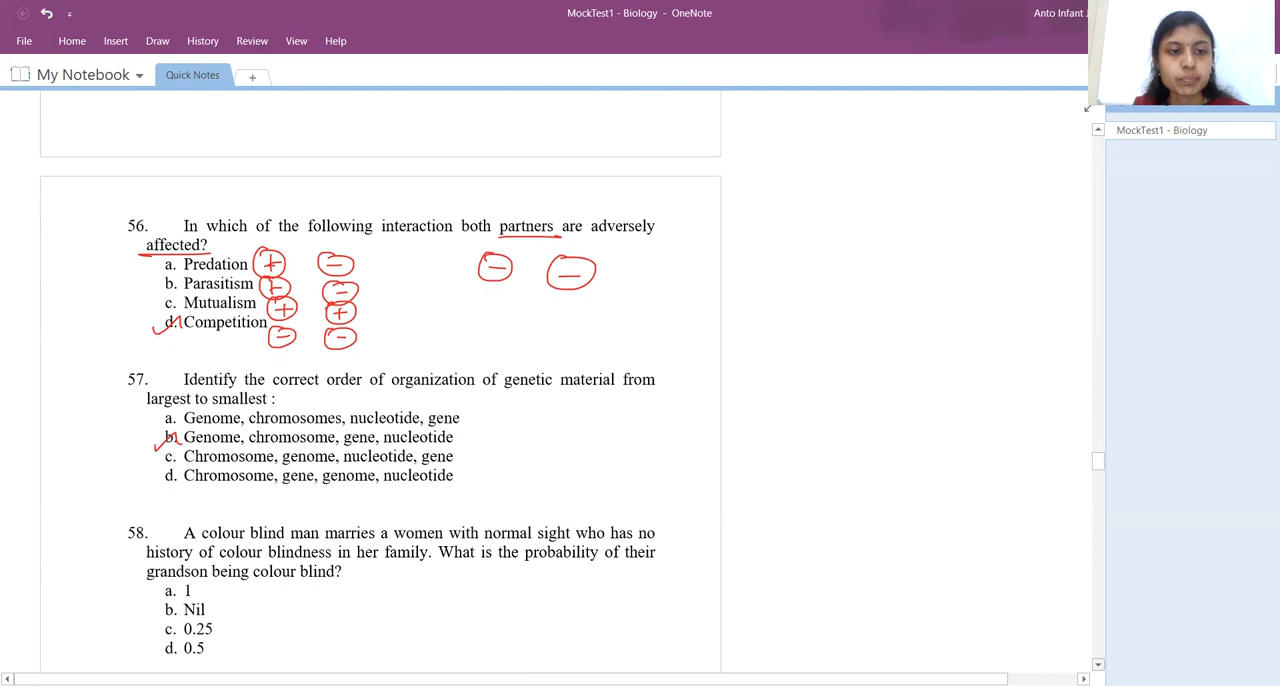 MockTest1 - Biology - OneNote
Anto Infant
File Home Insert Draw History Review View Help
My Notebook Quick Notes +
MockTest1 - Biology
56. In which of the following interaction both partners are adversely
affected?
a. Predation + −
b. Parasitism + −
c. Mutualism + +
d. Competition − −
− −
57. Identify the correct order of organization of genetic material from
largest to smallest :
a. Genome, chromosomes, nucleotide, gene
b. Genome, chromosome, gene, nucleotide
c. Chromosome, genome, nucleotide, gene
d. Chromosome, gene, genome, nucleotide
58. A colour blind man marries a women with normal sight who has no
history of colour blindness in her family. What is the probability of their
grandson being colour blind?
a. 1
b. Nil
c. 0.25
d. 0.5